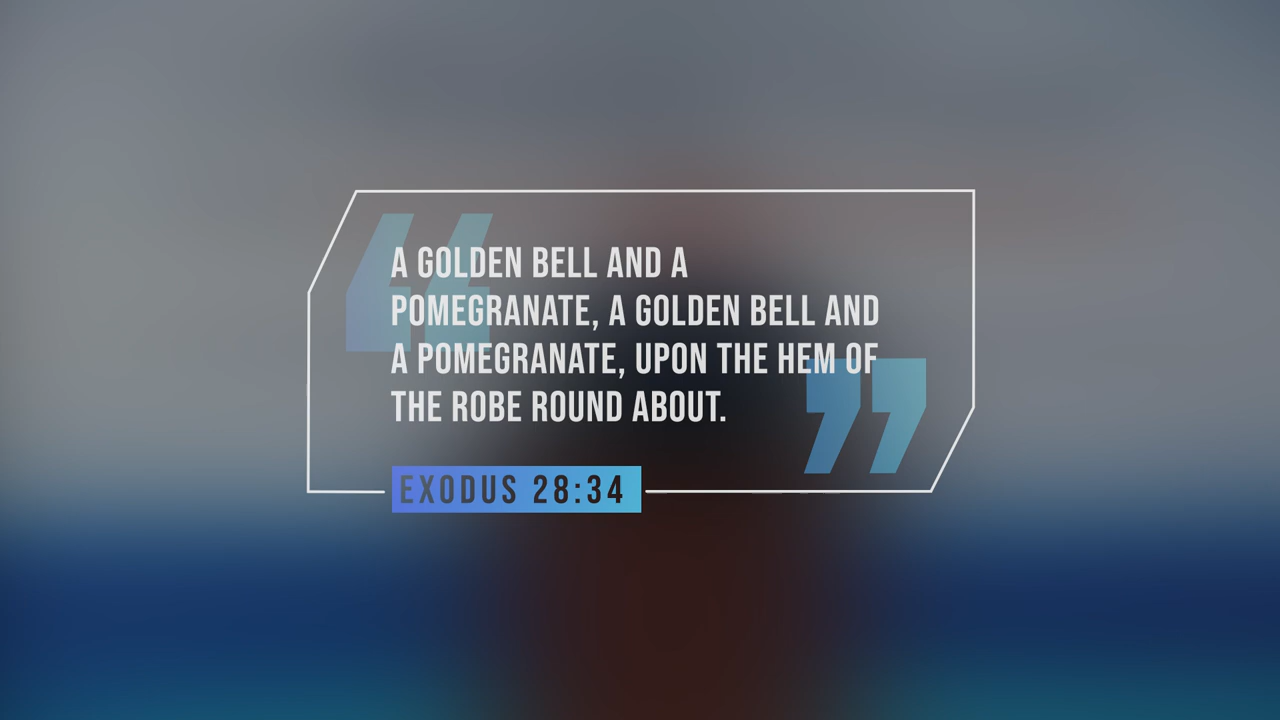 A GOLDEN BELL AND A
POMEGRANATE, A GOLDEN BELL AND
A POMEGRANATE, UPON THE HEM OF
THE ROBE ROUND ABOUT.
EXODUS 28:34